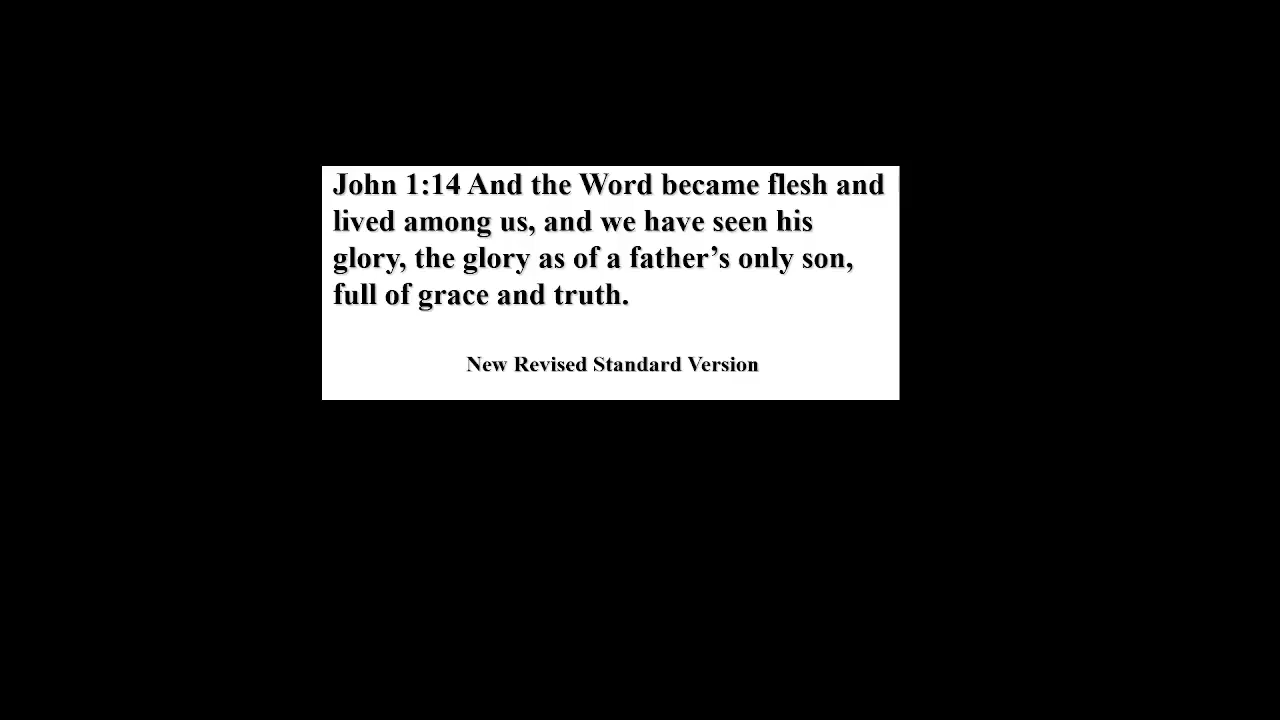 John 1:14 And the Word became flesh and
lived among us, and we have seen his
glory, the glory as of a father’s only son,
full of grace and truth.
New Revised Standard Version